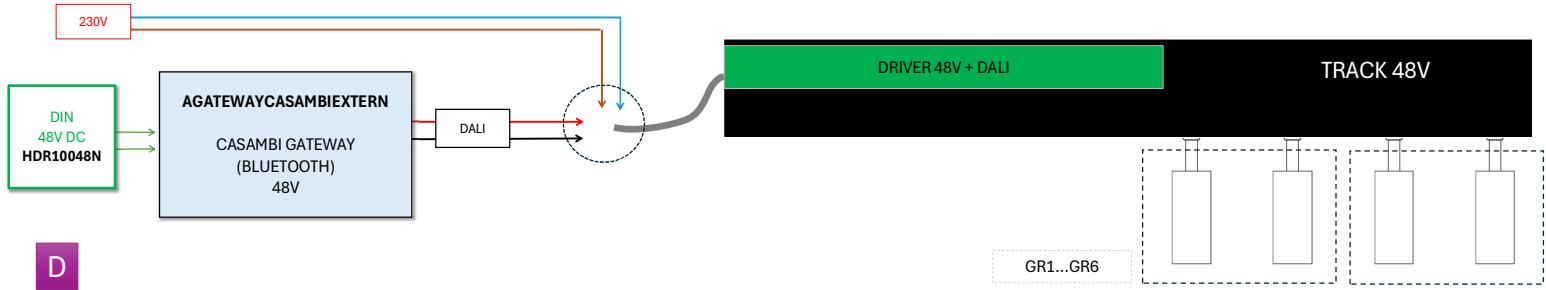 230V
DIN
48V DC
HDR10048N
AGATEWAYCASAMBIEXTERN
CASAMBI GATEWAY
(BLUETOOTH)
48V
DALI
DRIVER 48V + DALI
TRACK 48V
GR1...GR6
D